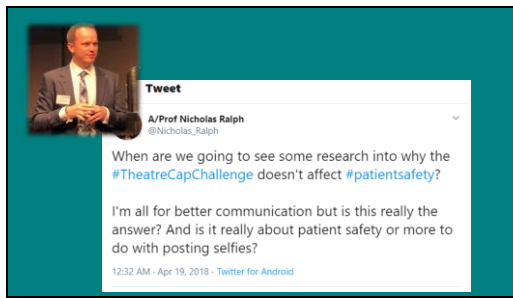 Tweet
A/Prof Nicholas Ralph
@Nicholas_Ralph
When are we going to see some research into why the
#TheatreCapChallenge doesn't affect #patientsafety?
I'm all for better communication but is this really the
answer? And is it really about patient safety or more to
do with posting selfies?
12:32 AM - Apr 19, 2018 - Twitter for Android